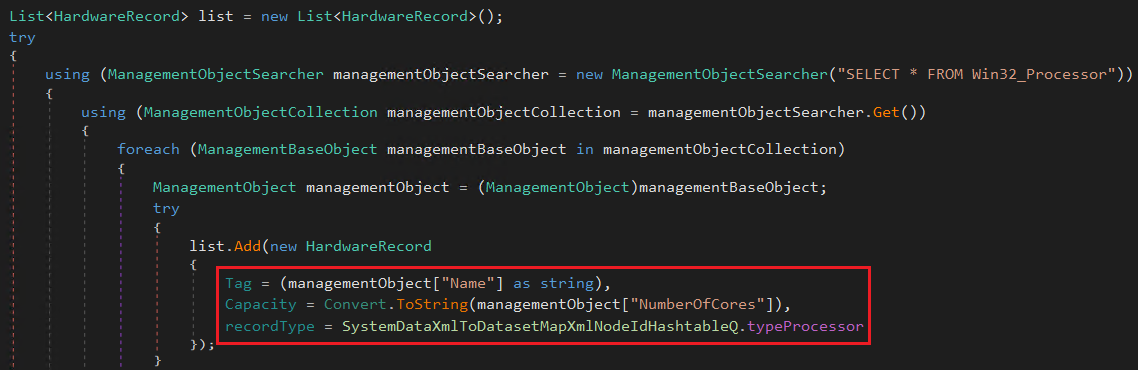 List<HardwareRecord> list = new List<HardwareRecord>();
try
{
using (ManagementObjectSearcher managementObjectSearcher = new ManagementObjectSearcher("SELECT * FROM Win32_Processor"))
{
using (ManagementObjectCollection managementObjectCollection = managementObjectSearcher.Get())
{
foreach (ManagementBaseObject managementBaseObject in managementObjectCollection)
{
ManagementObject managementObject = (ManagementObject)managementBaseObject;
try
{
list.Add(new HardwareRecord
{
Tag = (managementObject["Name"] as string),
Capacity = Convert.ToString(managementObject["NumberOfCores"]),
recordType = SystemDataXmlToDatasetMapXmlNodeIdHashtableQ.typeProcessor
});
}